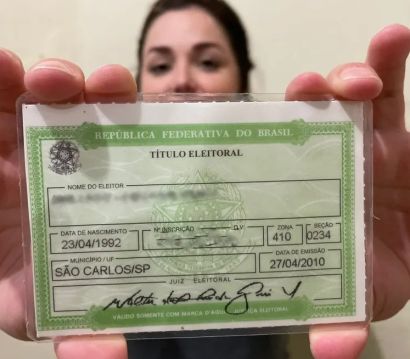 REPÚBLICA FEDERATIVA DO BRASIL
TÍTULO ELEITORAL
NOME DO ELEITOR
DATA DE NASCIMENTO Nº INSCRIÇÃO D.V. ZONA SEÇÃO
23/04/1992 410 0234
MUNICÍPIO / UF DATA DE EMISSÃO
SÃO CARLOS/SP 27/04/2010
JUIZ ELEITORAL
VÁLIDO SOMENTE COM MARCA D'ÁGUA ELEITORAL